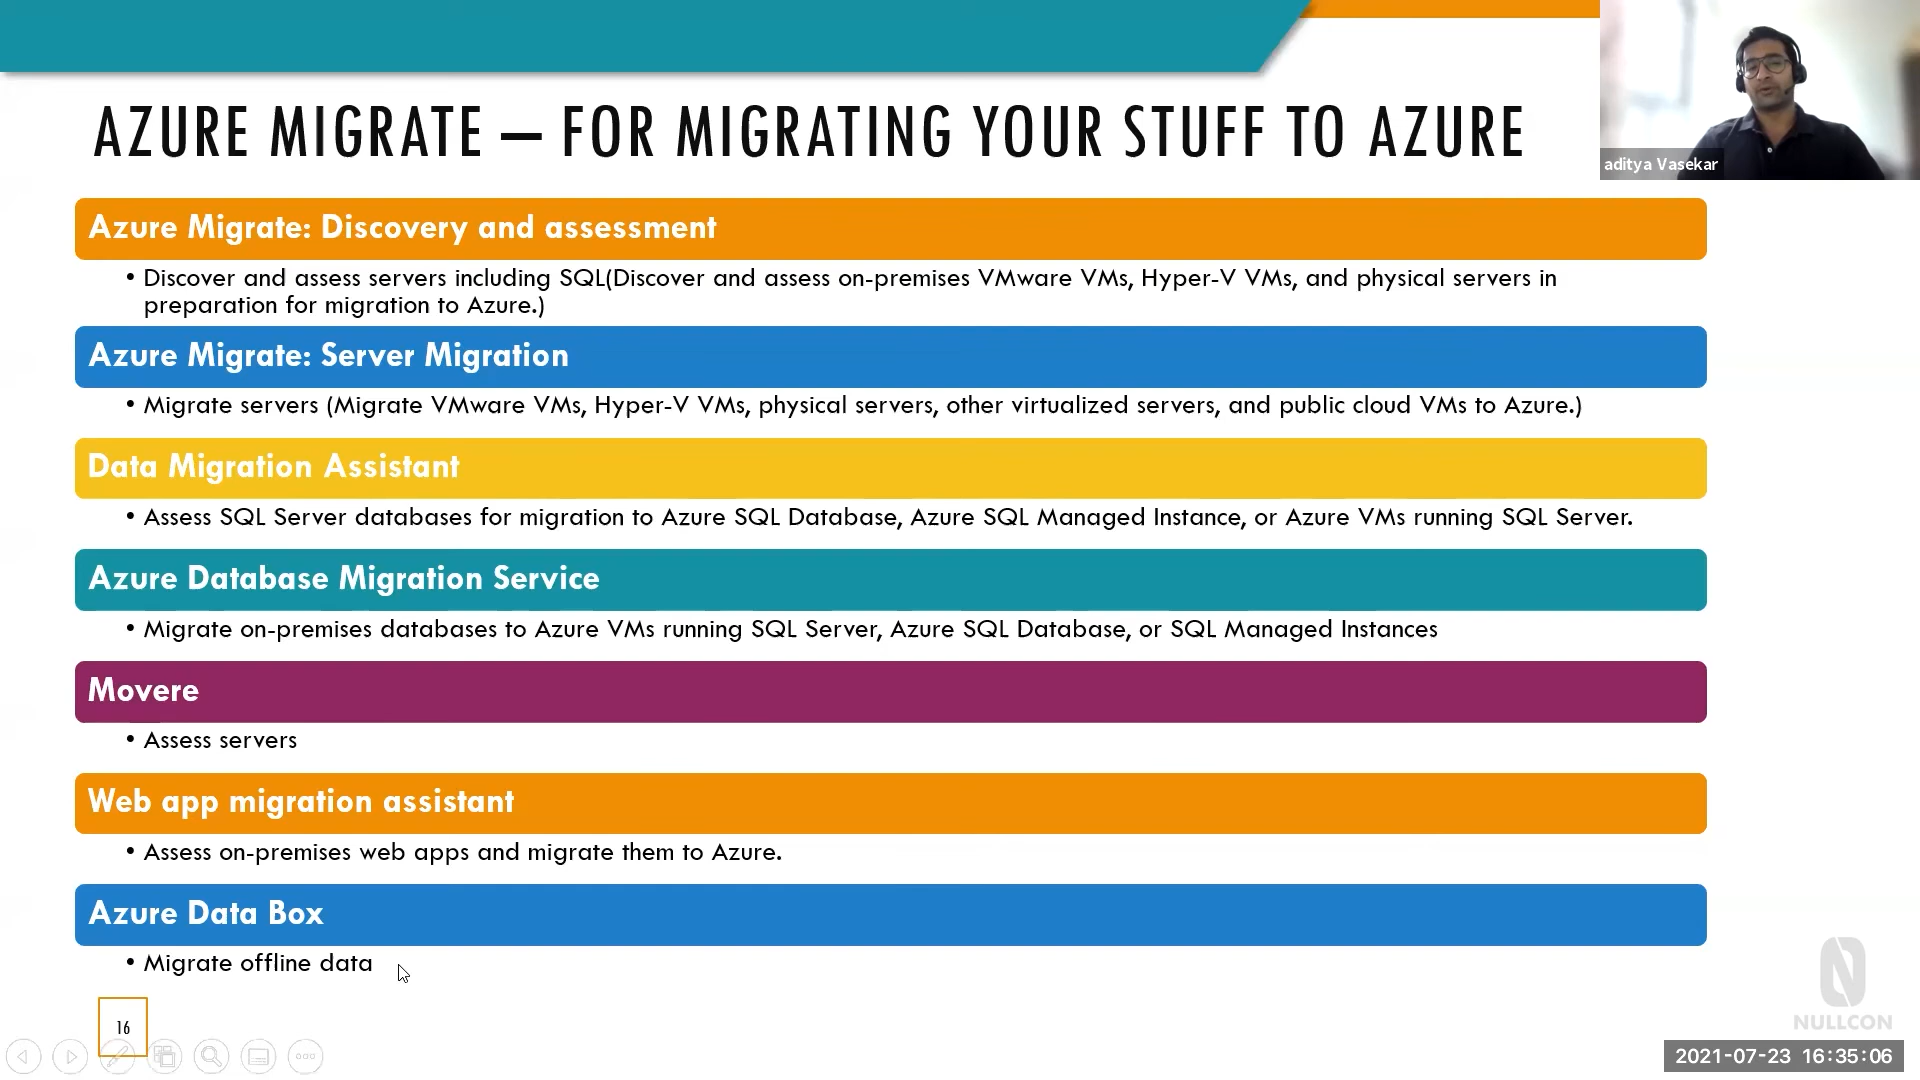 AZURE MIGRATE – FOR MIGRATING YOUR STUFF TO AZURE
aditya Vasekar
Azure Migrate: Discovery and assessment
• Discover and assess servers including SQL(Discover and assess on-premises VMware VMs, Hyper-V VMs, and physical servers in
preparation for migration to Azure.)
Azure Migrate: Server Migration
• Migrate servers (Migrate VMware VMs, Hyper-V VMs, physical servers, other virtualized servers, and public cloud VMs to Azure.)
Data Migration Assistant
• Assess SQL Server databases for migration to Azure SQL Database, Azure SQL Managed Instance, or Azure VMs running SQL Server.
Azure Database Migration Service
• Migrate on-premises databases to Azure VMs running SQL Server, Azure SQL Database, or SQL Managed Instances
Movere
• Assess servers
Web app migration assistant
• Assess on-premises web apps and migrate them to Azure.
Azure Data Box
• Migrate offline data
16
NULLCON
2021-07-23 16:35:06